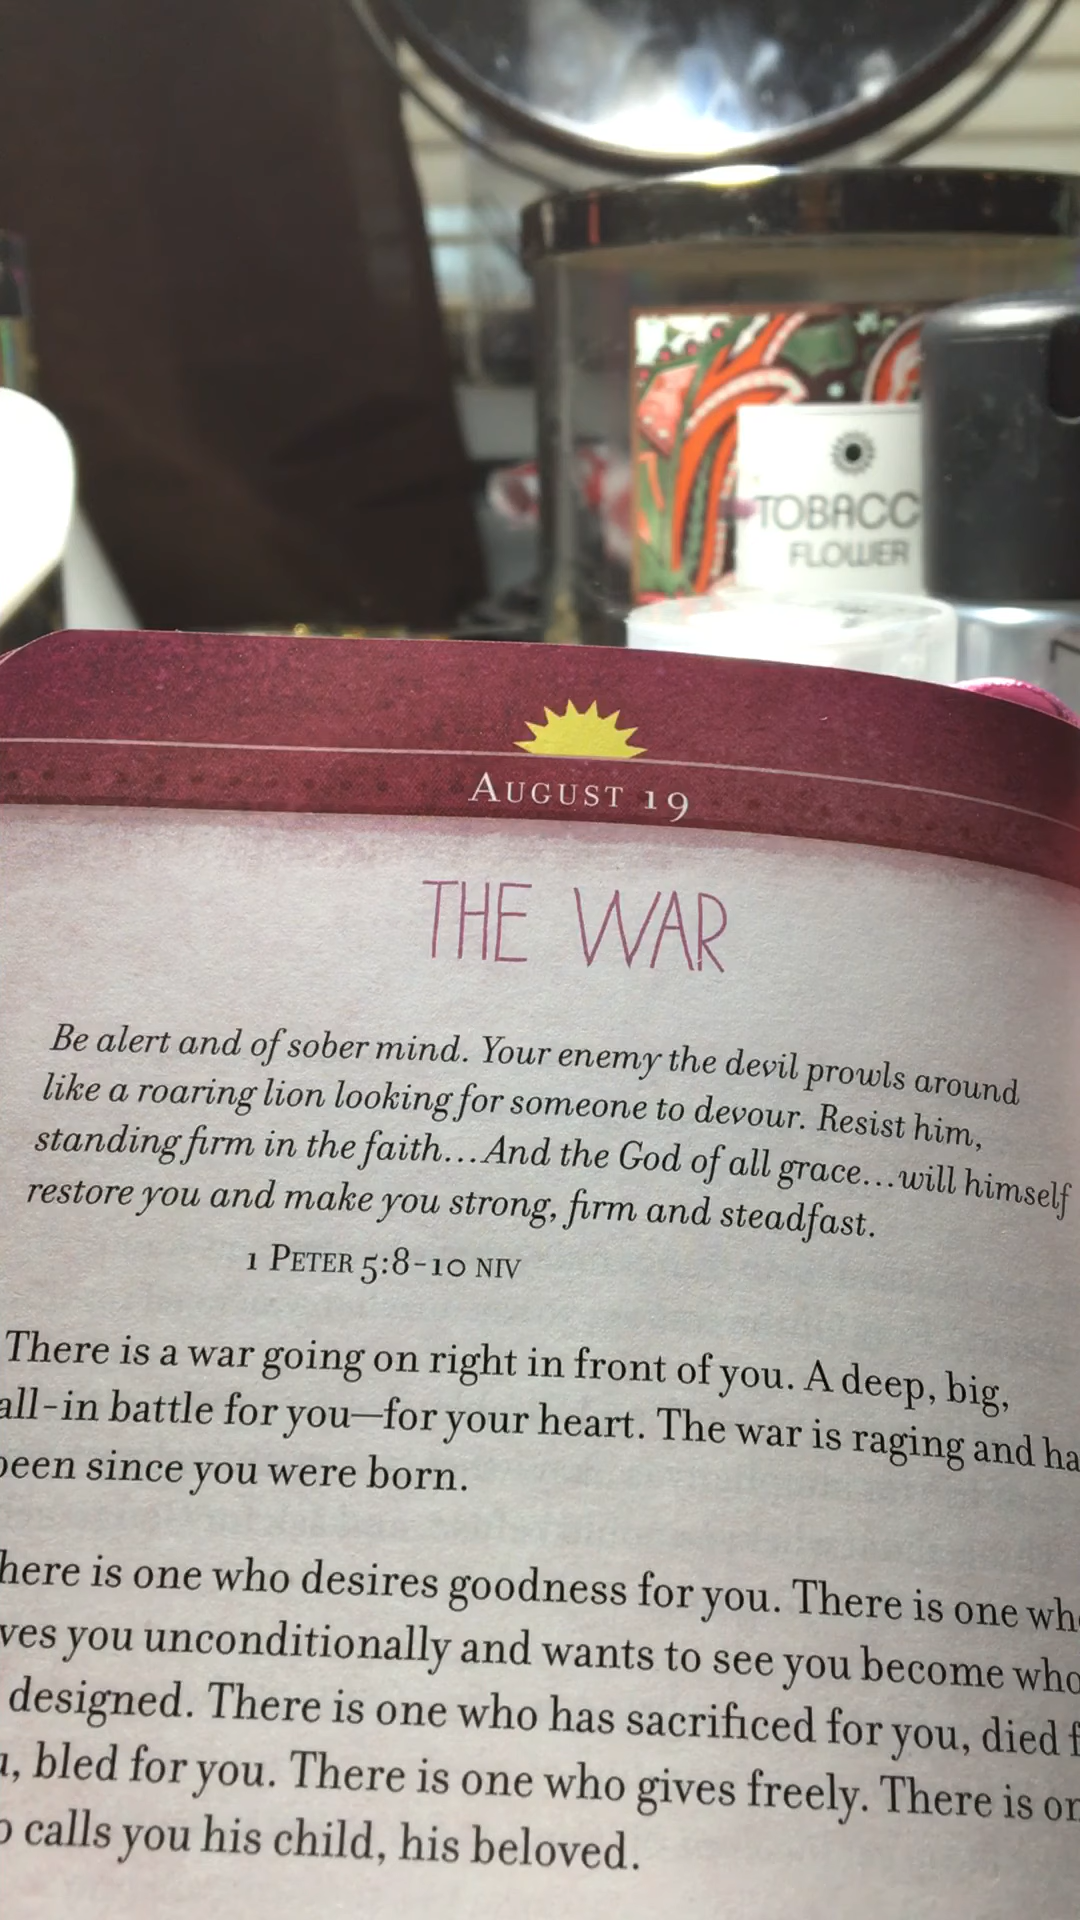 TOBACC
FLOWER
AUGUST 19
THE WAR
Be alert and of sober mind. Your enemy the devil prowls around
like a roaring lion looking for someone to devour. Resist him,
standing firm in the faith...And the God of all grace...will himself
restore you and make you strong, firm and steadfast.
1 PETER 5:8-10 NIV
There is a war going on right in front of you. A deep, big,
all-in battle for you—for your heart. The war is raging and ha
been since you were born.
here is one who desires goodness for you. There is one who
ves you unconditionally and wants to see you become who
designed. There is one who has sacrificed for you, died f
u, bled for you. There is one who gives freely. There is on
o calls you his child, his beloved.